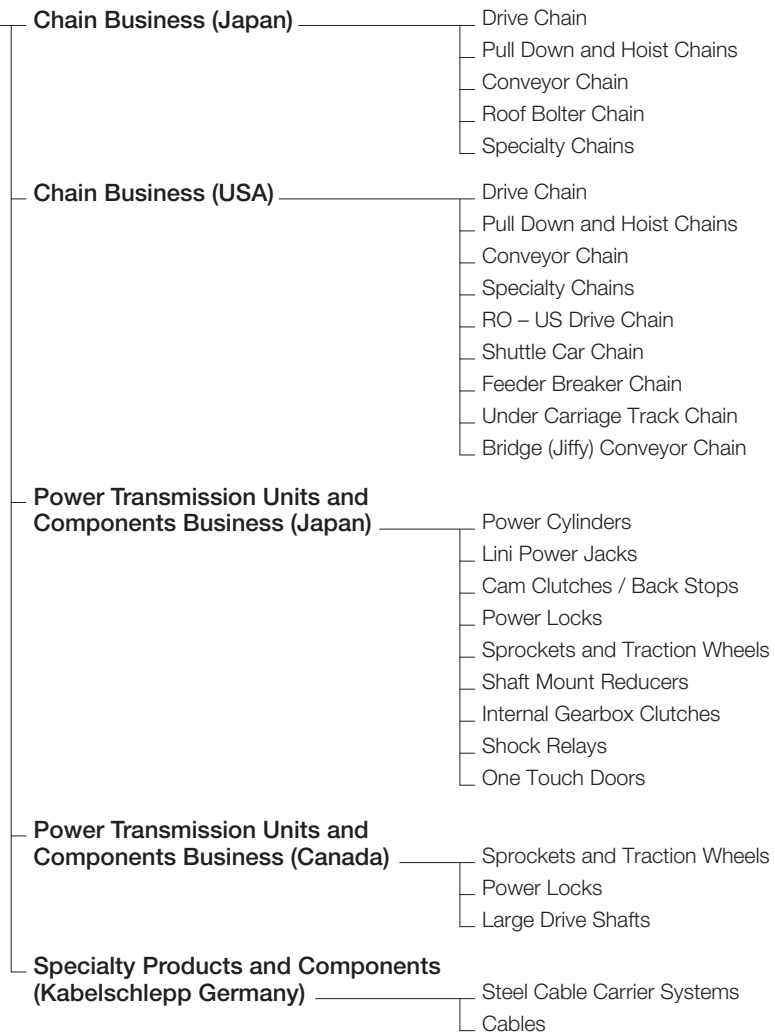 Chain Business (Japan)
Drive Chain
Pull Down and Hoist Chains
Conveyor Chain
Roof Bolter Chain
Specialty Chains
Chain Business (USA)
Drive Chain
Pull Down and Hoist Chains
Conveyor Chain
Specialty Chains
RO – US Drive Chain
Shuttle Car Chain
Feeder Breaker Chain
Under Carriage Track Chain
Bridge (Jiffy) Conveyor Chain
Power Transmission Units and
Components Business (Japan)
Power Cylinders
Lini Power Jacks
Cam Clutches / Back Stops
Power Locks
Sprockets and Traction Wheels
Shaft Mount Reducers
Internal Gearbox Clutches
Shock Relays
One Touch Doors
Power Transmission Units and
Components Business (Canada)
Sprockets and Traction Wheels
Power Locks
Large Drive Shafts
Specialty Products and Components
(Kabelschlepp Germany)
Steel Cable Carrier Systems
Cables